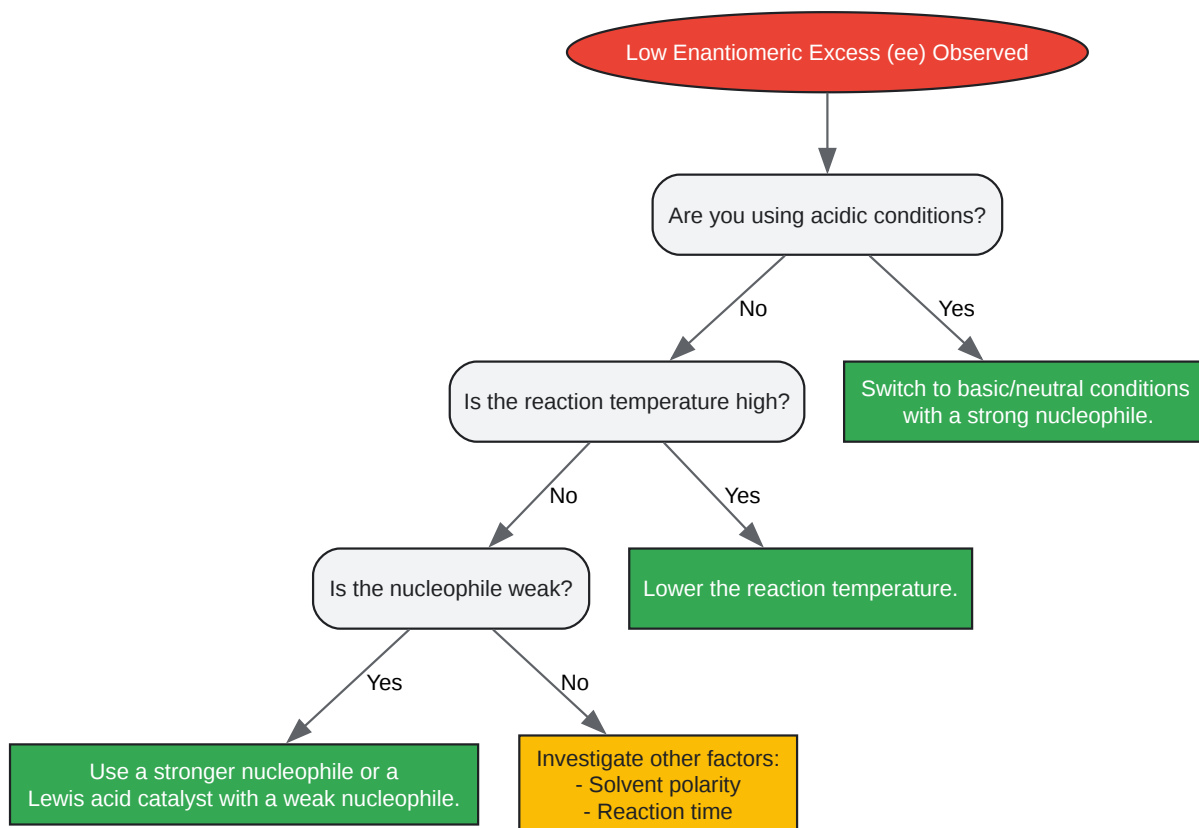 Low Enantiomeric Excess (ee) Observed
Are you using acidic conditions?
No
Yes
Is the reaction temperature high?
Switch to basic/neutral conditions
with a strong nucleophile.
No
Yes
Is the nucleophile weak?
Lower the reaction temperature.
Yes
No
Use a stronger nucleophile or a
Lewis acid catalyst with a weak nucleophile.
Investigate other factors:
- Solvent polarity
- Reaction time